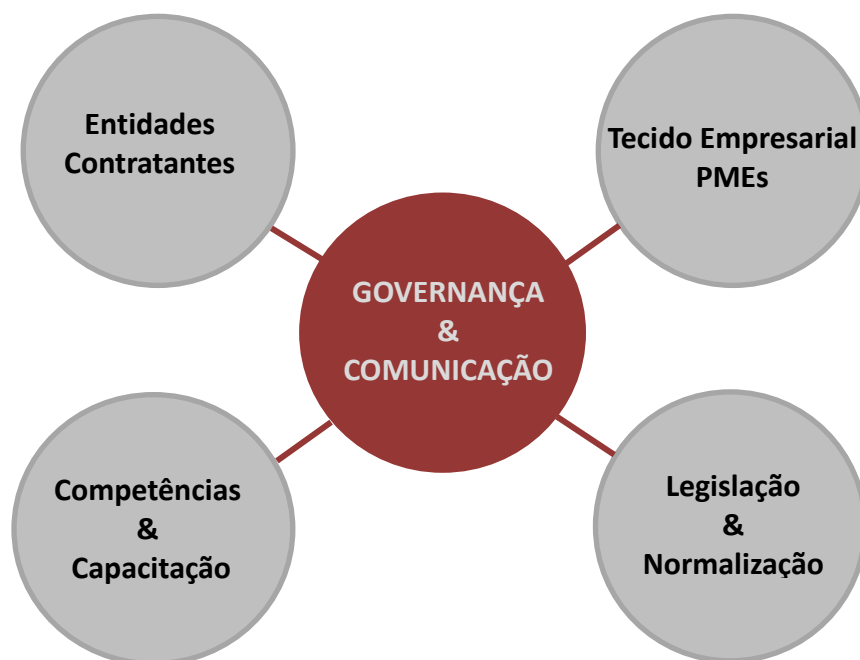 Entidades
Contratantes
Tecido Empresarial
PMEs
GOVERNANÇA
&
COMUNICAÇÃO
Competências
&
Capacitação
Legislação
&
Normalização